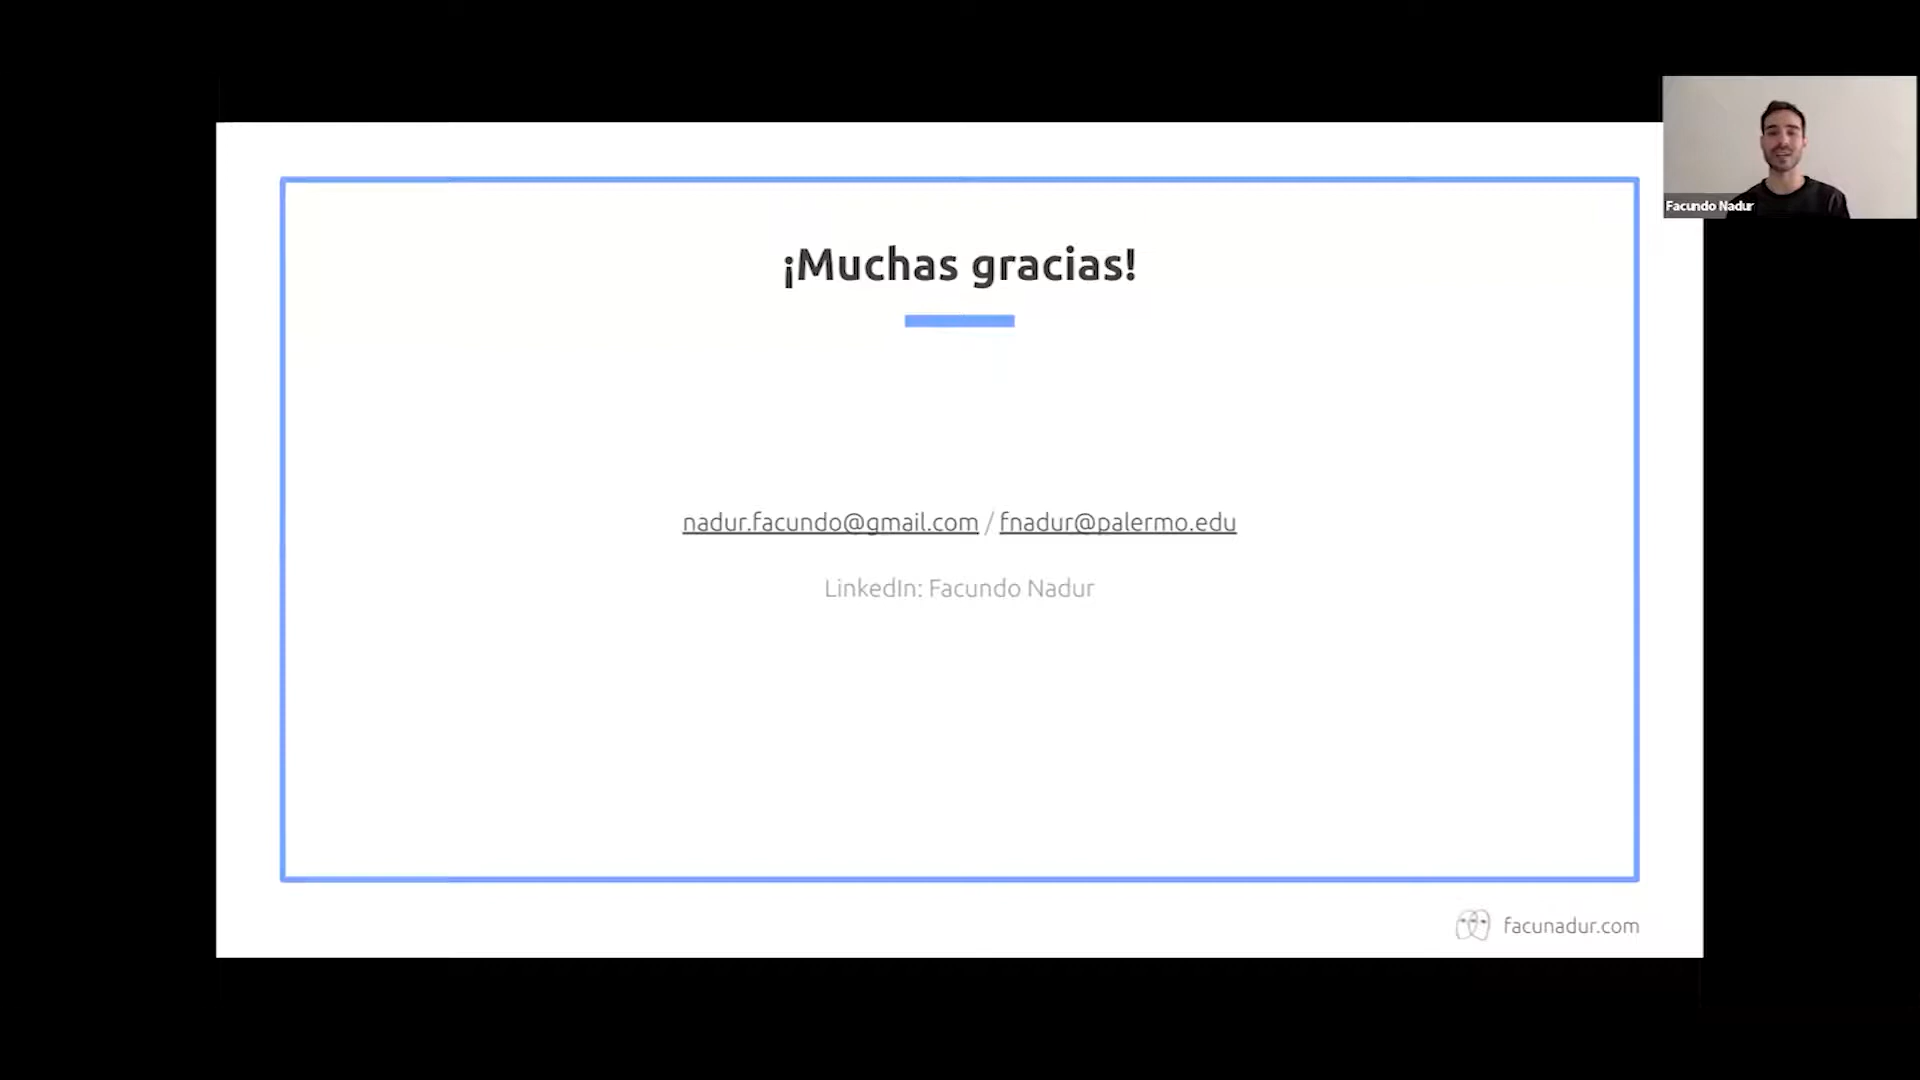 Facundo Nadur
¡Muchas gracias!
nadur.facundo@gmail.com / fnadur@palermo.edu
LinkedIn: Facundo Nadur
facunadur.com